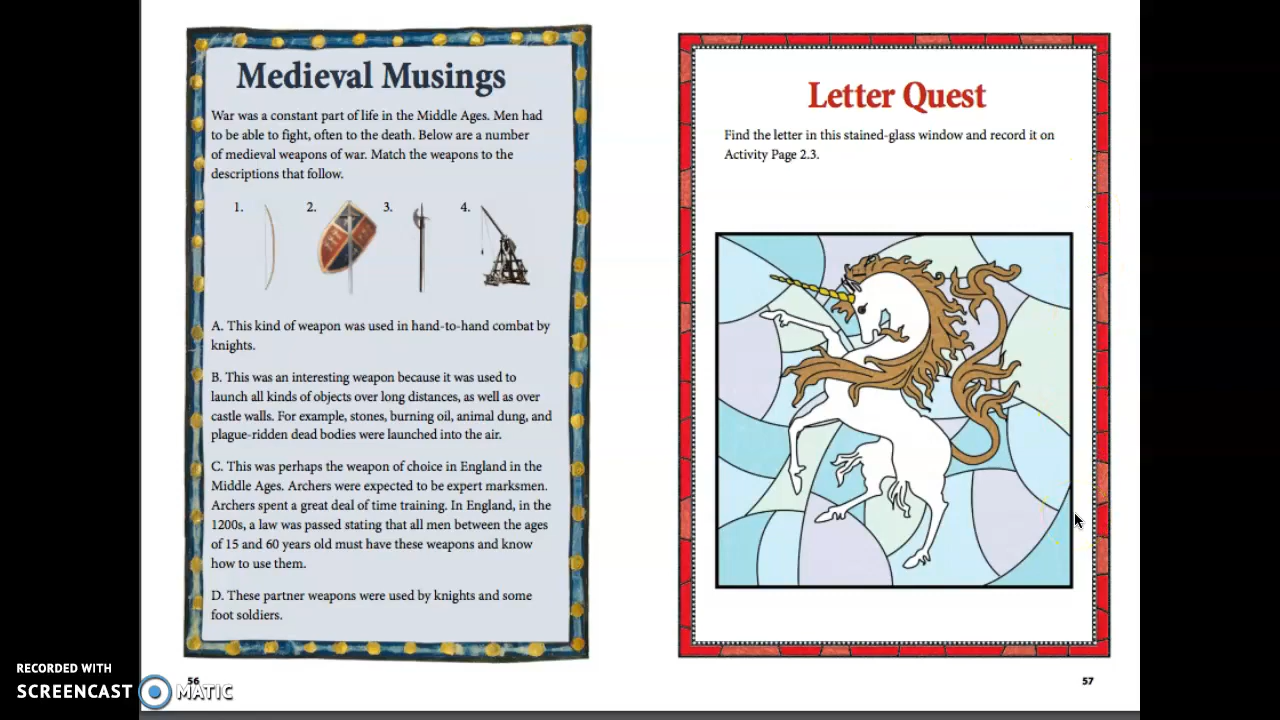 Medieval Musings
War was a constant part of life in the Middle Ages. Men had
to be able to fight, often to the death. Below are a number
of medieval weapons of war. Match the weapons to the
descriptions that follow.
1. 2. 3. 4.
A. This kind of weapon was used in hand-to-hand combat by
knights.
B. This was an interesting weapon because it was used to
launch all kinds of objects over long distances, as well as over
castle walls. For example, stones, burning oil, animal dung, and
plague-ridden dead bodies were launched into the air.
C. This was perhaps the weapon of choice in England in the
Middle Ages. Archers were expected to be expert marksmen.
Archers spent a great deal of time training. In England, in the
1200s, a law was passed stating that all men between the ages
of 15 and 60 years old must have these weapons and know
how to use them.
D. These partner weapons were used by knights and some
foot soldiers.
56
Letter Quest
Find the letter in this stained-glass window and record it on
Activity Page 2.3.
57
RECORDED WITH
SCREENCAST MATIC